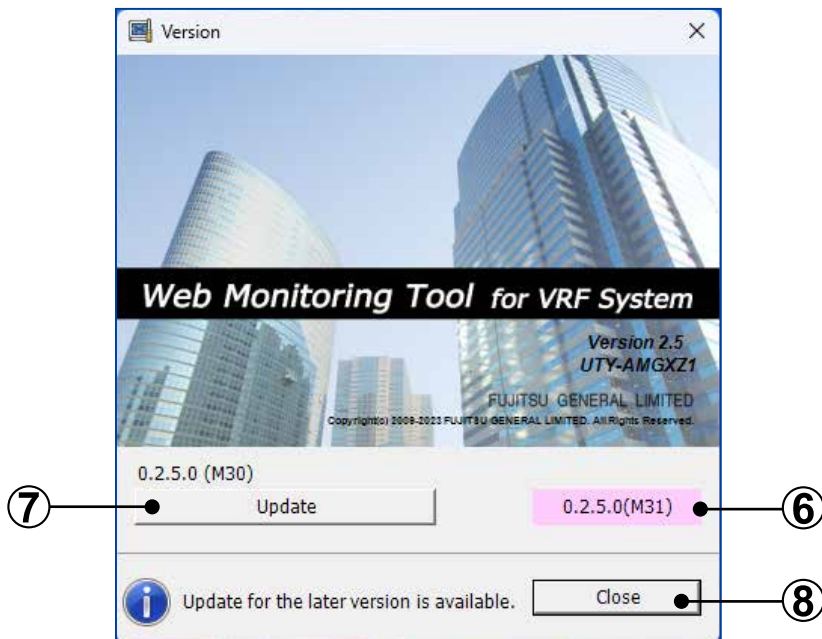 Version
Web Monitoring Tool for VRF System
Version 2.5
UTY-AMGXZ1
FUJITSU GENERAL LIMITED
Copyright(c) 2009-2023 FUJITSU GENERAL LIMITED. All Rights Reserved.
0.2.5.0 (M30)
7 Update 0.2.5.0(M31) 6
Update for the later version is available. Close 8